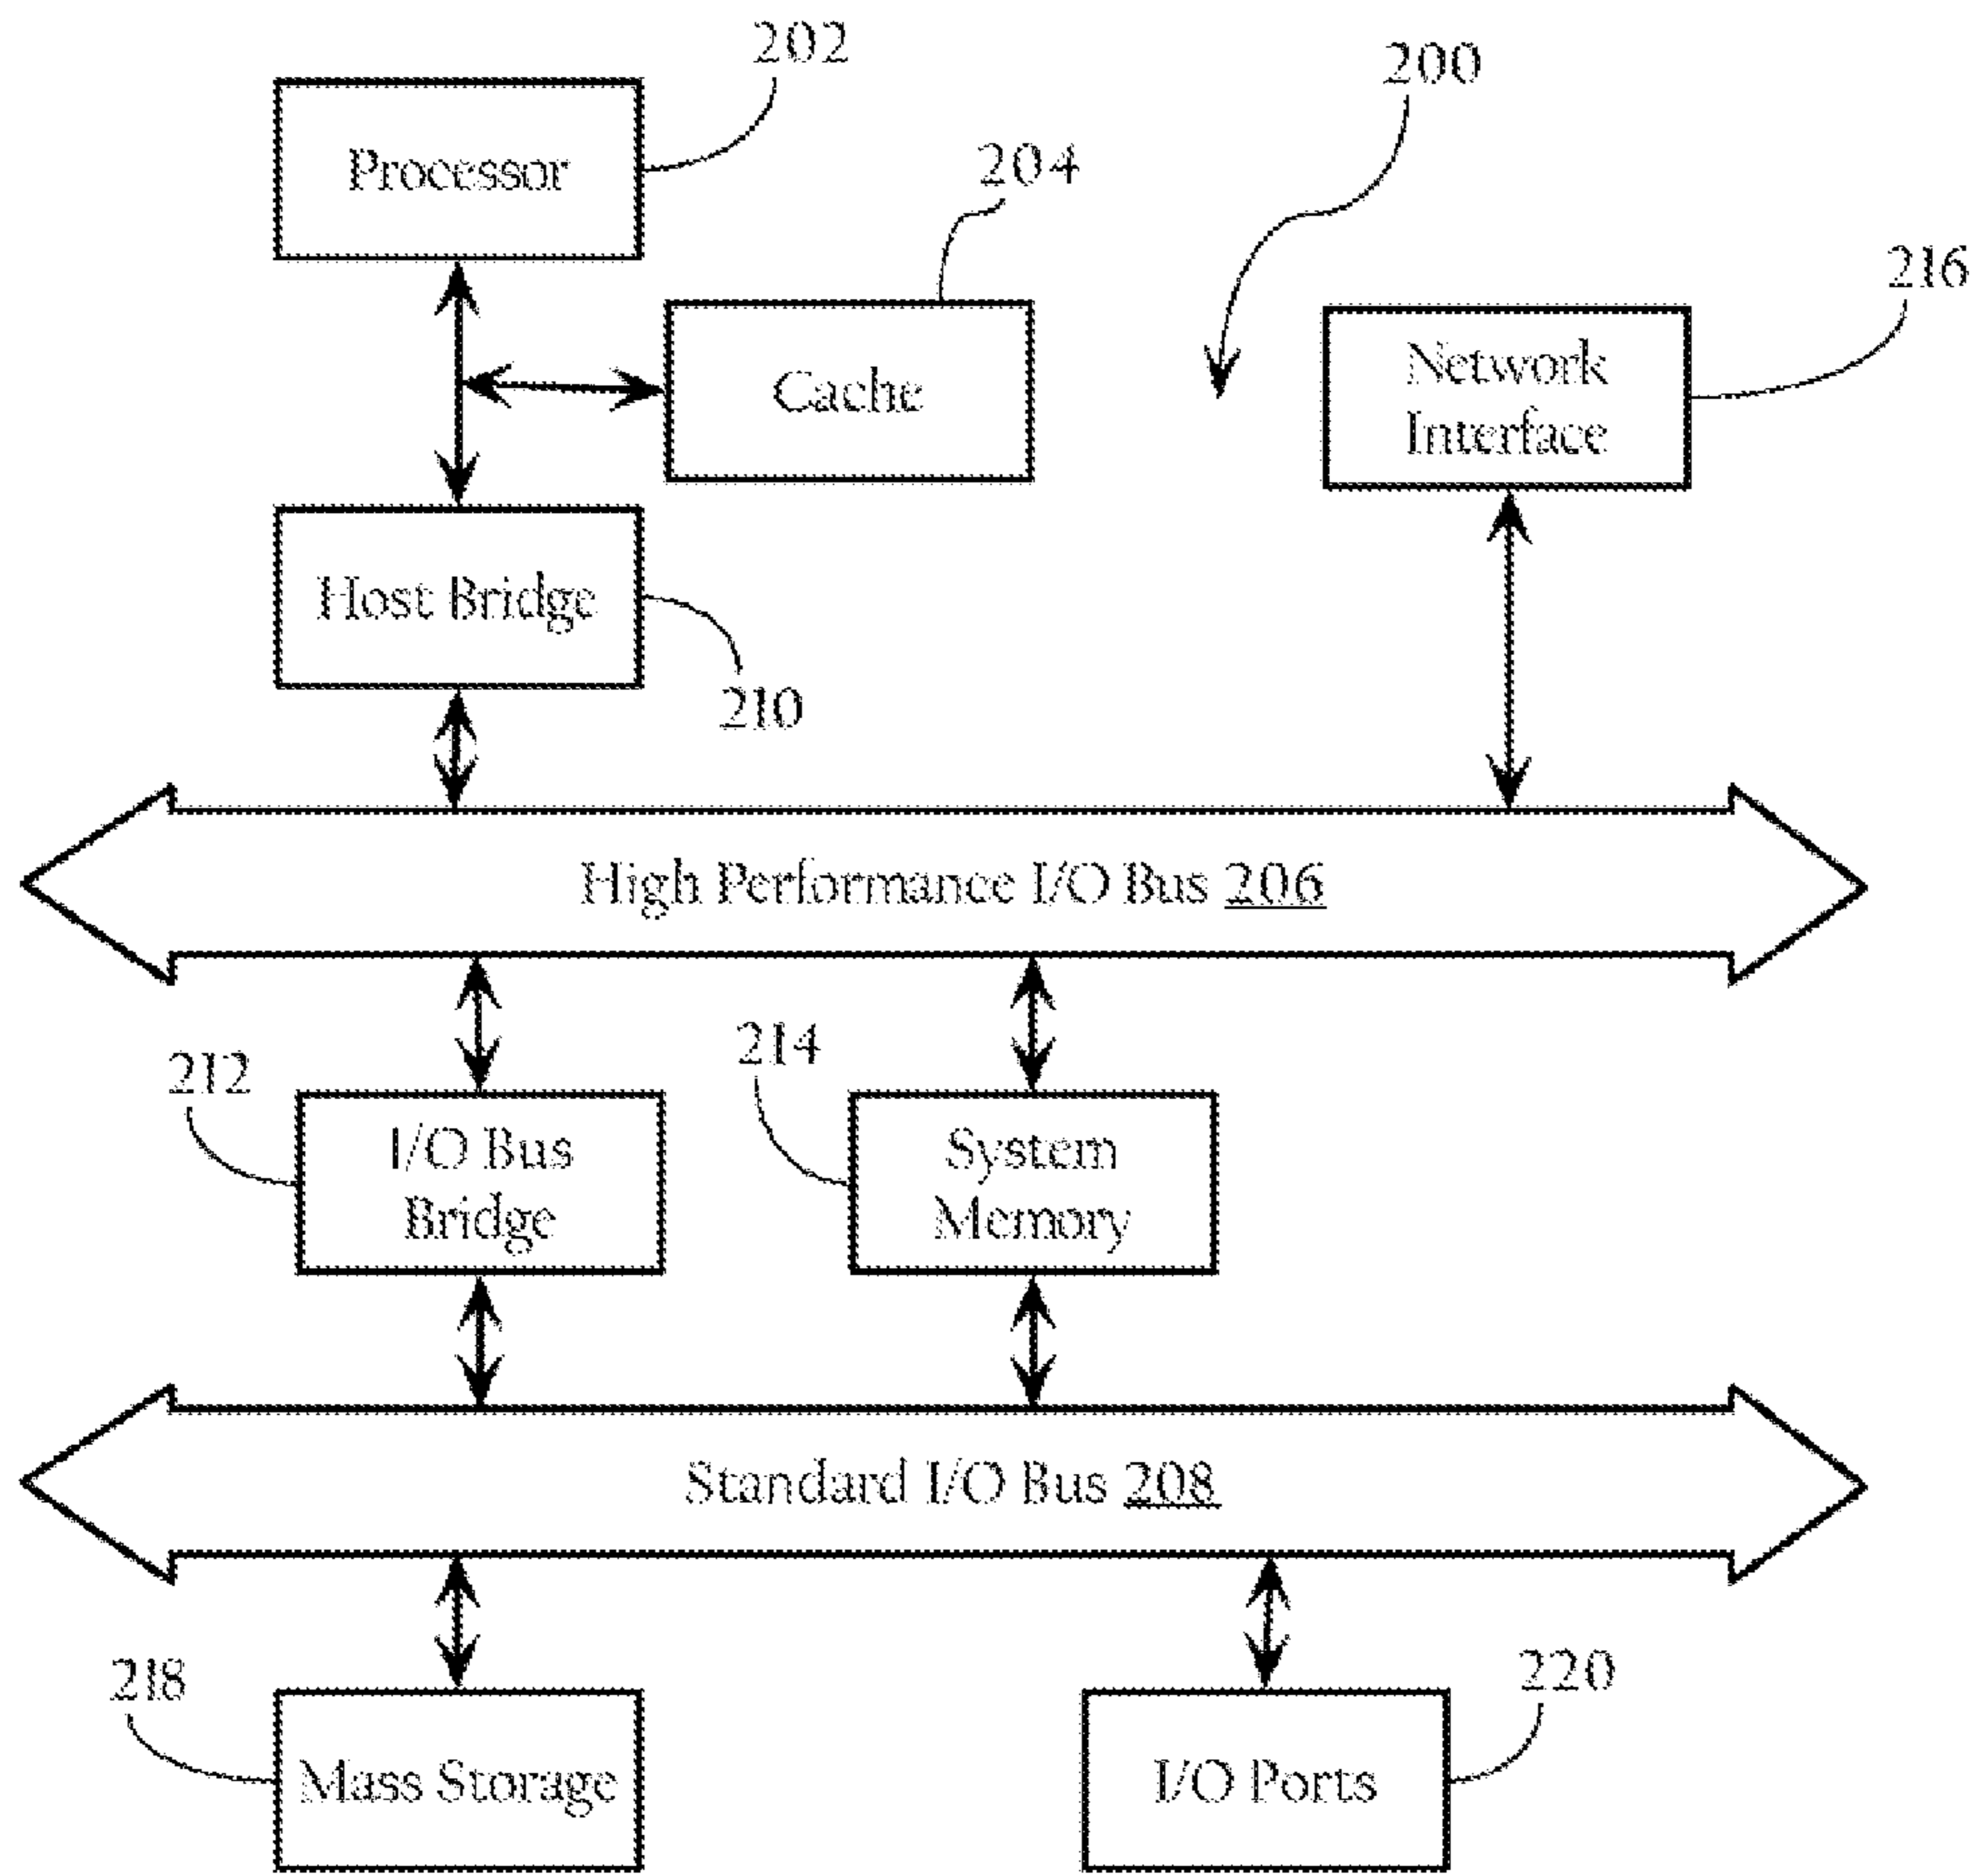 202
200
Processor
204
216
Network
Interface
Cache
Host Bridge
210
High Performance I/O Bus 206
212
214
I/O Bus
Bridge
System
Memory
Standard I/O Bus 208
218
220
Mass Storage
I/O Ports